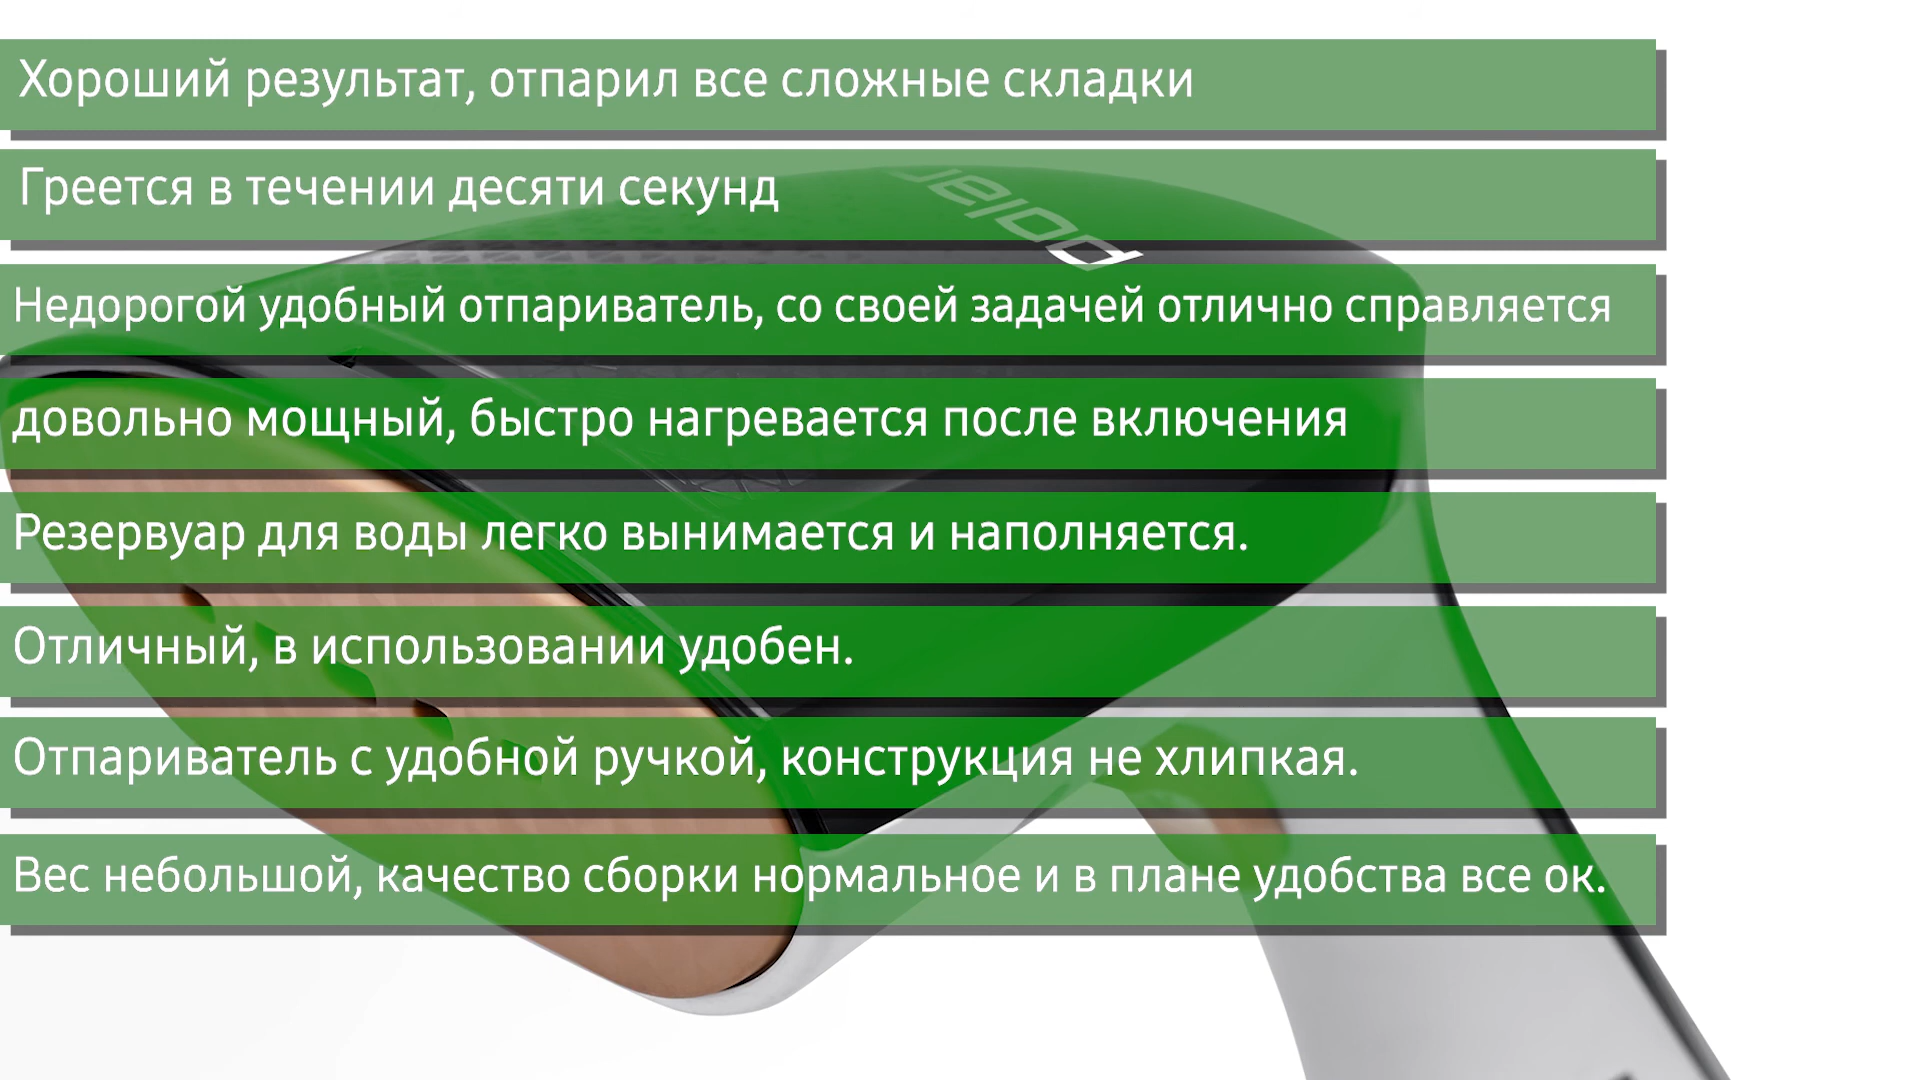 Хороший результат, отпарил все сложные складки
Греется в течении десяти секунд
polar
Недорогой удобный отпариватель, со своей задачей отлично справляется
довольно мощный, быстро нагревается после включения
Резервуар для воды легко вынимается и наполняется.
Отличный, в использовании удобен.
Отпариватель с удобной ручкой, конструкция не хлипкая.
Вес небольшой, качество сборки нормальное и в плане удобства все ок.